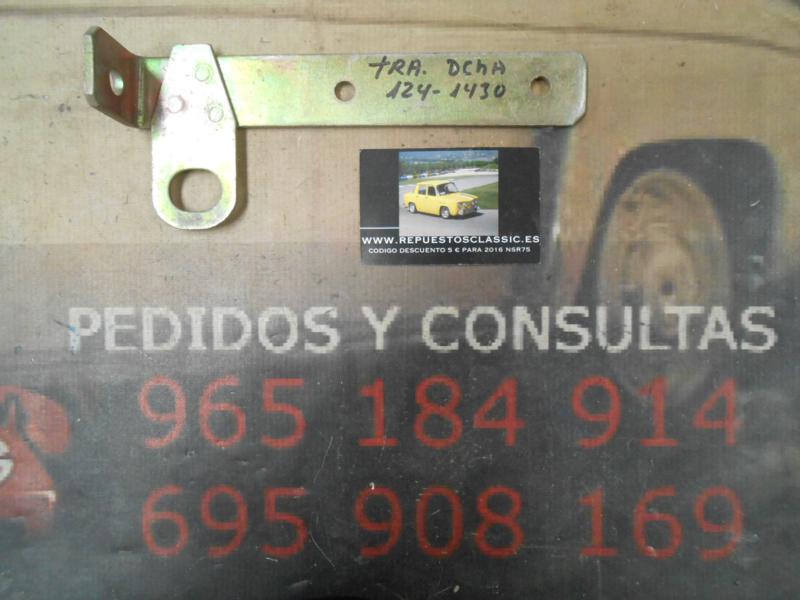 TRA. DCHA
124-1430
WWW.REPUESTOSCLASSIC.ES
CODIGO DESCUENTO 5 € PARA 2016 NSR75
PEDIDOS Y CONSULTAS
965 184 914
695 908 169